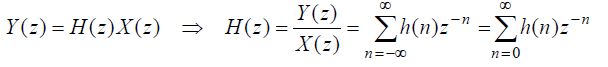 Y(z) = H(z)X(z) ⇒ H(z) = Y(z)/X(z) = ∑_{n=-∞}^{∞} h(n)z^{-n} = ∑_{n=0}^{∞} h(n)z^{-n}